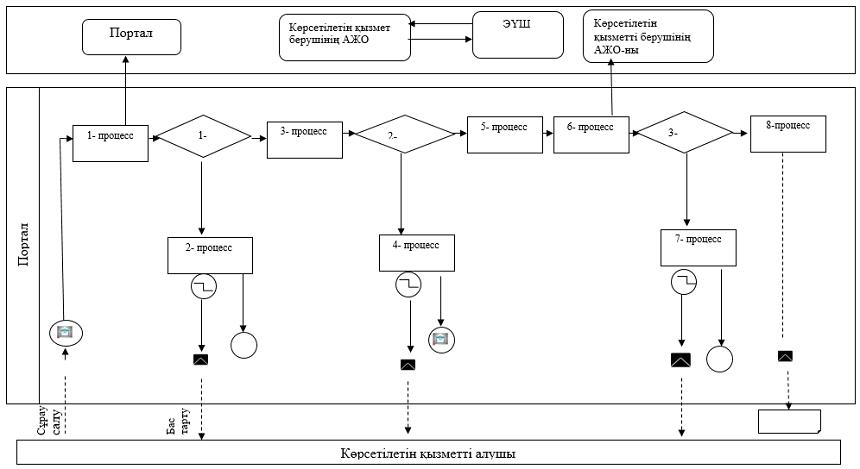 Портал
Көрсетілетін қызмет
берушінің АЖО
ЭҮШ
Көрсетілетін
қызметті берушінің
АЖО-ны
1- процесс
1-
3- процесс
2-
5- процесс
6- процесс
3-
8-процесс
2- процесс
4- процесс
7- процесс
Портал
Сұрау
салу
Бас
тарту
Көрсетілетін қызметті алушы